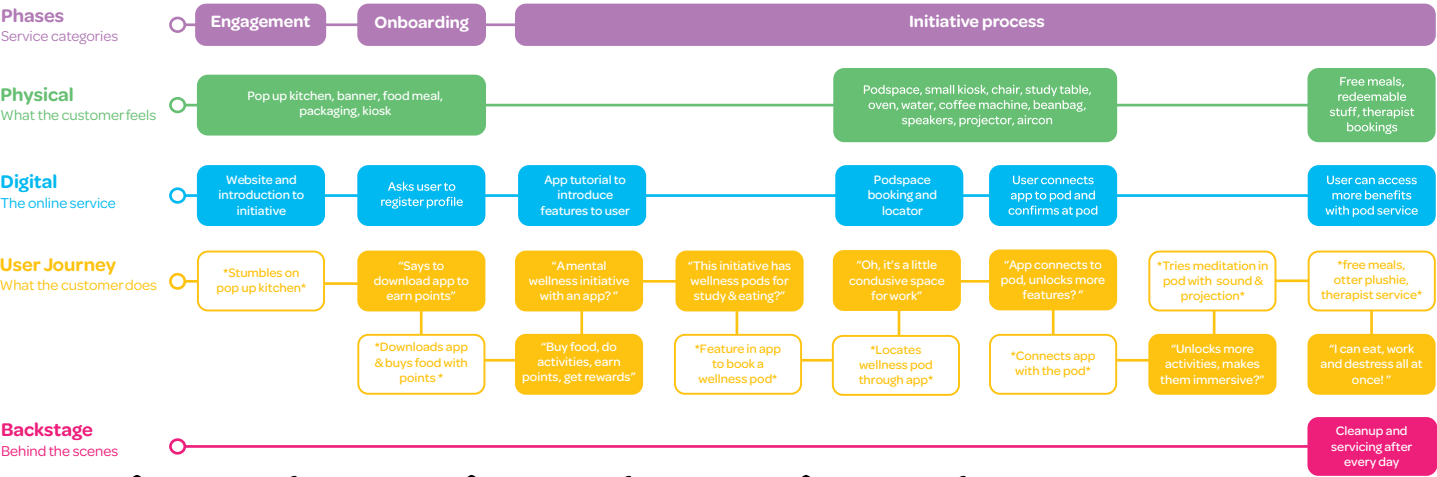 Phases
Service categories
Engagement
Onboarding
Initiative process
Physical
What the customer feels
Pop up kitchen, banner, food meal,
packaging, kiosk
Podspace, small kiosk, chair, study table,
oven, water, coffee machine, beanbag,
speakers, projector, aircon
Free meals,
redeemable
stuff, therapist
bookings
Digital
The online service
Website and
introduction to
initiative
Asks user to
register profile
App tutorial to
introduce
features to user
Podspace
booking and
locator
User connects
app to pod and
confirms at pod
User can access
more benefits
with pod service
User Journey
What the customer does
*Stumbles on
pop up kitchen*
“Says to
download app to
earn points”
“A mental
wellness initiative
with an app? ”
“This initiative has
wellness pods for
study & eating?”
“Oh, it’s a little
condusive space
for work”
“App connects to
pod, unlocks more
features? ”
*Tries meditation in
pod with sound &
projection*
*free meals,
otter plushie,
therapist service*
*Downloads app
& buys food with
points *
“Buy food, do
activities, earn
points, get rewards”
*Feature in app
to book a
wellness pod*
*Locates
wellness pod
through app*
*Connects app
with the pod*
“Unlocks more
activities, makes
them immersive?”
“I can eat, work
and destress all at
once! ”
Backstage
Behind the scenes
Cleanup and
servicing after
every day